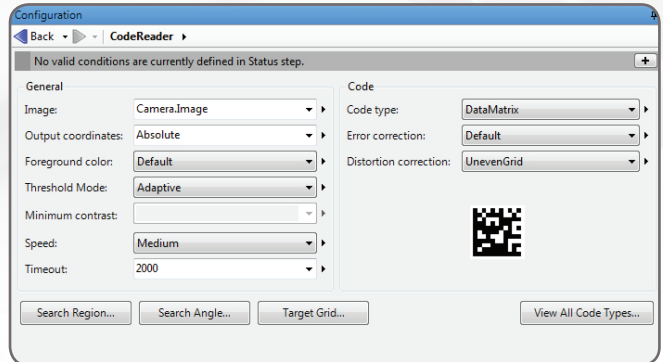 Configuration
Back CodeReader
No valid conditions are currently defined in Status step.
General
Image: Camera.Image
Output coordinates: Absolute
Foreground color: Default
Threshold Mode: Adaptive
Minimum contrast:
Speed: Medium
Timeout: 2000
Code
Code type: DataMatrix
Error correction: Default
Distortion correction: UnevenGrid
Search Region... Search Angle... Target Grid... View All Code Types...